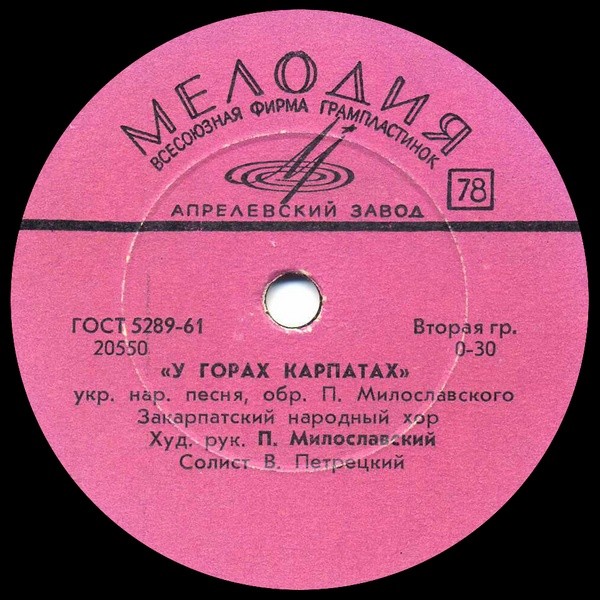 МЕЛОДИЯ
ВСЕСОЮЗНАЯ ФИРМА ГРАМПЛАСТИНОК
78
АПРЕЛЕВСКИЙ ЗАВОД
ГОСТ 5289-61
Вторая гр.
20550
0-30
«У ГОРАХ КАРПАТАХ»
укр. нар. песня, обр. П. Милославского
Закарпатский народный хор
Худ. рук. П. Милославский
Солист В. Петрецкий